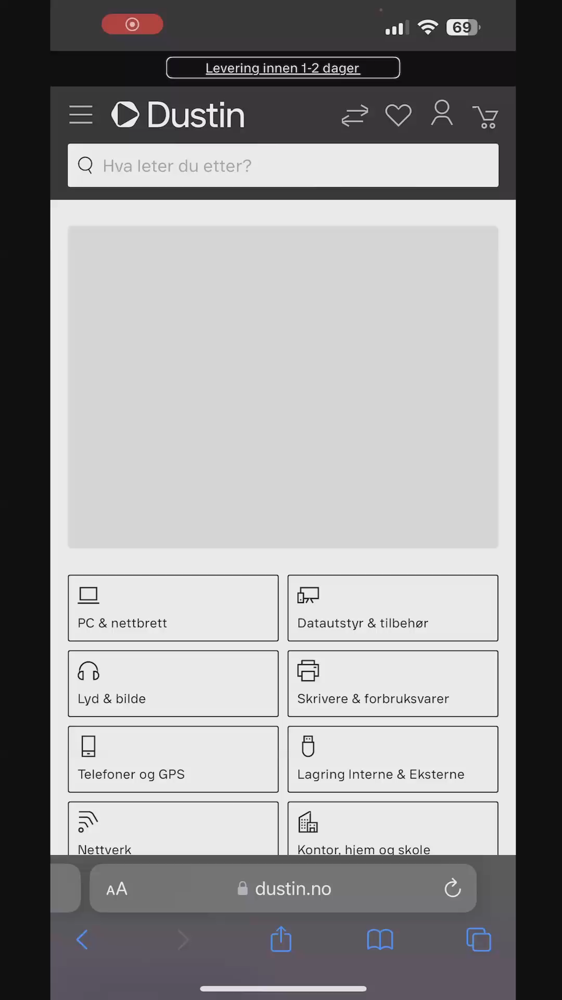 69
Levering innen 1-2 dager
Dustin
Hva leter du etter?
PC & nettbrett
Datautstyr & tilbehør
Lyd & bilde
Skrivere & forbruksvarer
Telefoner og GPS
Lagring Interne & Eksterne
Nettverk
Kontor, hjem og skole
AA
dustin.no